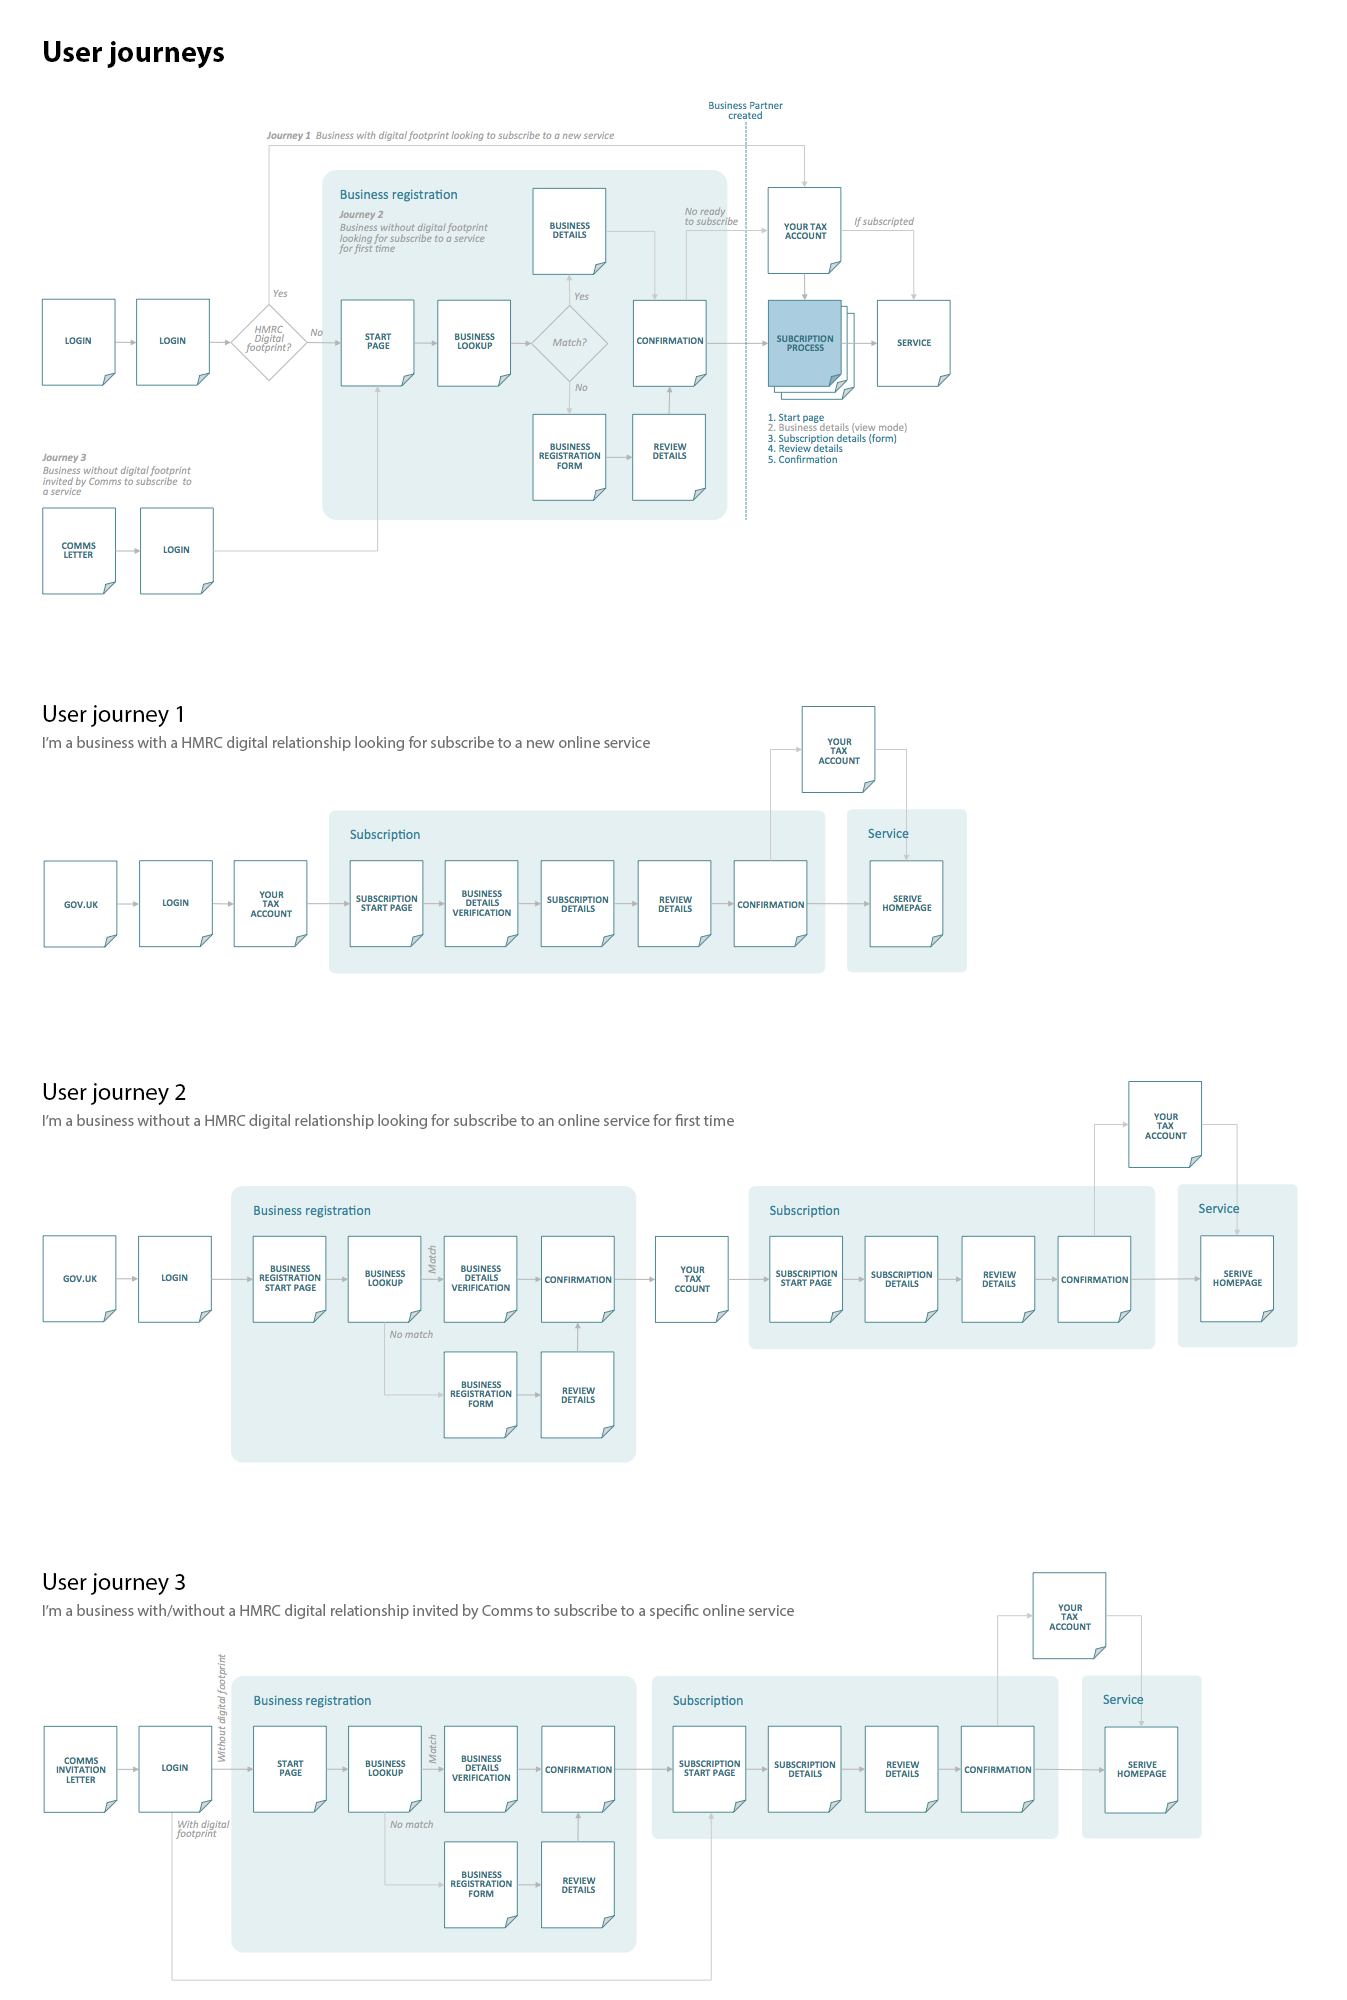 User journeys
Business Partner
created
Journey 1 Business with digital footprint looking to subscribe to a new service
Business registration
Journey 2
Business without digital footprint
looking for subscribe to a service
for first time
BUSINESS
DETAILS
No ready
to subscribe
YOUR TAX
ACCOUNT
If subscripted
Yes
LOGIN
LOGIN
HMRC
Digital
footprint?
No
START
PAGE
BUSINESS
LOOKUP
Yes
Match?
No
CONFIRMATION
SUBCRIPTION
PROCESS
SERVICE
BUSINESS
REGISTRATION
FORM
REVIEW
DETAILS
1. Start page
2. Business details (view mode)
3. Subscription details (form)
4. Review details
5. Confirmation
Journey 3
Business without digital footprint
invited by Comms to subscribe to
a service
COMMS
LETTER
LOGIN
User journey 1
I'm a business with a HMRC digital relationship looking for subscribe to a new online service
YOUR
TAX
ACCOUNT
Subscription
Service
GOV.UK
LOGIN
YOUR
TAX
ACCOUNT
SUBSCRIPTION
START PAGE
BUSINESS
DETAILS
VERIFICATION
SUBSCRIPTION
DETAILS
REVIEW
DETAILS
CONFIRMATION
SERIVE
HOMEPAGE
User journey 2
I'm a business without a HMRC digital relationship looking for subscribe to an online service for first time
YOUR
TAX
ACCOUNT
Business registration
Subscription
Service
GOV.UK
LOGIN
BUSINESS
REGISTRATION
START PAGE
BUSINESS
LOOKUP
Match
BUSINESS
DETAILS
VERIFICATION
CONFIRMATION
YOUR
TAX
CCOUNT
SUBSCRIPTION
START PAGE
SUBSCRIPTION
DETAILS
REVIEW
DETAILS
CONFIRMATION
SERIVE
HOMEPAGE
No match
BUSINESS
REGISTRATION
FORM
REVIEW
DETAILS
User journey 3
I'm a business with/without a HMRC digital relationship invited by Comms to subscribe to a specific online service
YOUR
TAX
ACCOUNT
Without digital footprint
Business registration
Subscription
Service
COMMS
INVITATION
LETTER
LOGIN
START
PAGE
BUSINESS
LOOKUP
Match
BUSINESS
DETAILS
VERIFICATION
CONFIRMATION
SUBSCRIPTION
START PAGE
SUBSCRIPTION
DETAILS
REVIEW
DETAILS
CONFIRMATION
SERIVE
HOMEPAGE
With digital
footprint
No match
BUSINESS
REGISTRATION
FORM
REVIEW
DETAILS